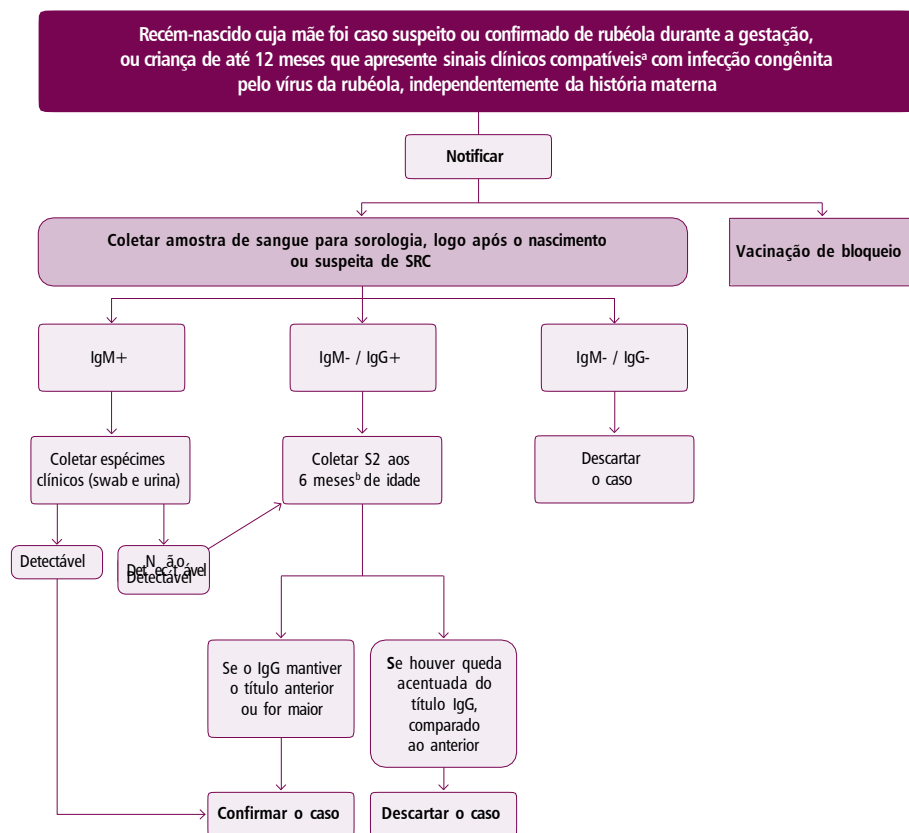 Recém-nascido cuja mãe foi caso suspeito ou confirmado de rubéola durante a gestação,
ou criança de até 12 meses que apresente sinais clínicos compatíveisᵃ com infecção congênita
pelo vírus da rubéola, independentemente da história materna
Notificar
Coletar amostra de sangue para sorologia, logo após o nascimento
ou suspeita de SRC
Vacinação de bloqueio
IgM+
IgM- / IgG+
IgM- / IgG-
Coletar espécimes
clínicos (swab e urina)
Coletar S2 aos
6 mesesᵇ de idade
Descartar
o caso
Detectável
Não
Detectável
Se o IgG mantiver
o título anterior
ou for maior
Se houver queda
acentuada do
título IgG,
comparado
ao anterior
Confirmar o caso
Descartar o caso